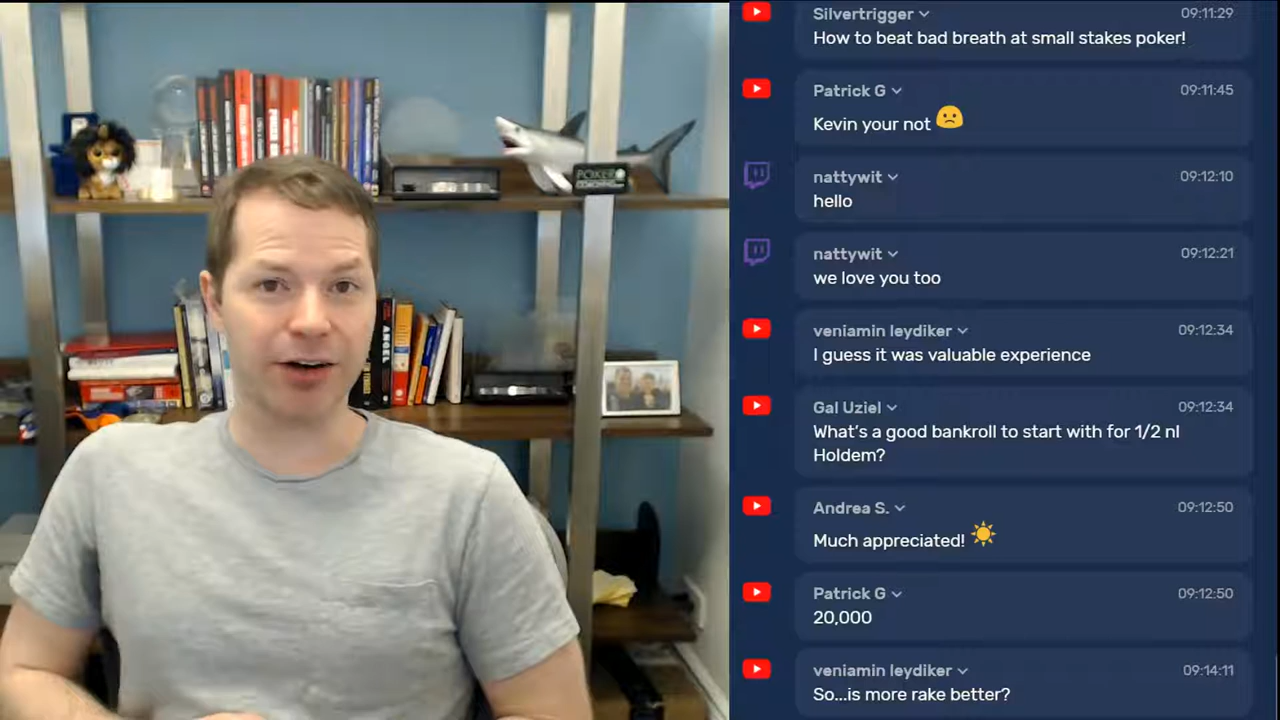 POKER
COACHING
ANGEL
Silvertrigger
09:11:29
How to beat bad breath at small stakes poker!
Patrick G
09:11:45
Kevin your not 🙁
nattywit
09:12:10
hello
nattywit
09:12:21
we love you too
veniamin leydiker
09:12:34
I guess it was valuable experience
Gal Uziel
09:12:34
What's a good bankroll to start with for 1/2 nl
Holdem?
Andrea S.
09:12:50
Much appreciated! ☀️
Patrick G
09:12:50
20,000
veniamin leydiker
09:14:11
So...is more rake better?